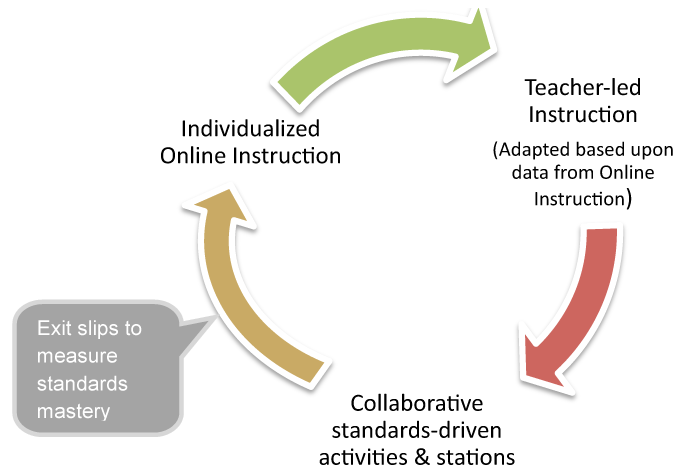 Teacher-led
Instruction
(Adapted based upon
data from Online
Instruction)
Individualized
Online Instruction
Exit slips to
measure
standards
mastery
Collaborative
standards-driven
activities & stations